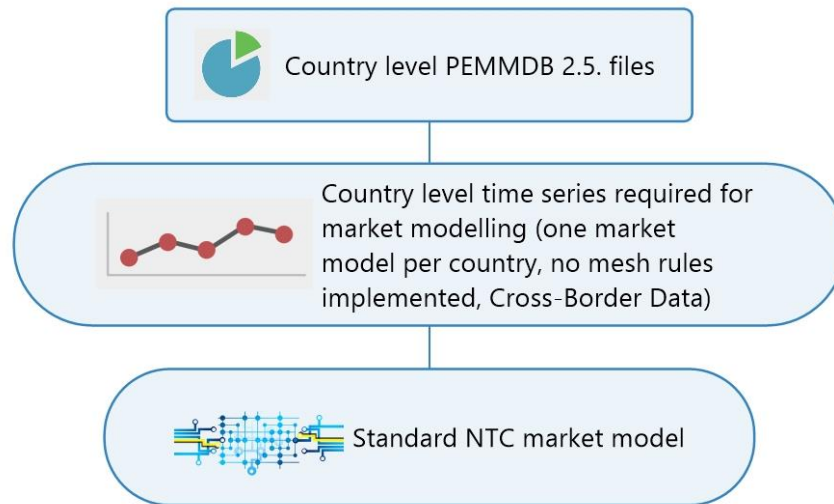 Country level PEMMDB 2.5. files
Country level time series required for
market modelling (one market
model per country, no mesh rules
implemented, Cross-Border Data)
Standard NTC market model